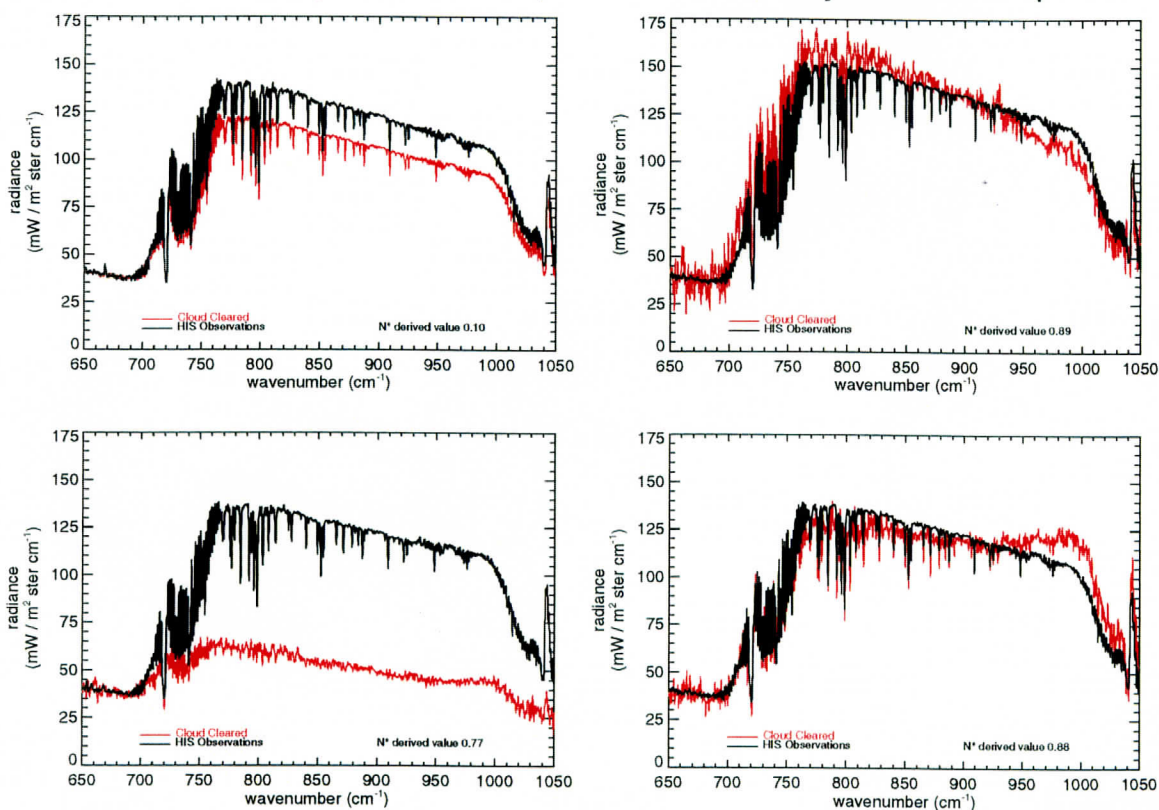 175
150
125
100
75
50
25
0
radiance
(mW / m² ster cm⁻¹)
Cloud Cleared
HIS Observations
N* derived value 0.10
650 700 750 800 850 900 950 1000 1050
wavenumber (cm⁻¹)
175
150
125
100
75
50
25
0
radiance
(mW / m² ster cm⁻¹)
Cloud Cleared
HIS Observations
N* derived value 0.89
650 700 750 800 850 900 950 1000 1050
wavenumber (cm⁻¹)
175
150
125
100
75
50
25
0
radiance
(mW / m² ster cm⁻¹)
Cloud Cleared
HIS Observations
N* derived value 0.77
650 700 750 800 850 900 950 1000 1050
wavenumber (cm⁻¹)
175
150
125
100
75
50
25
0
radiance
(mW / m² ster cm⁻¹)
Cloud Cleared
HIS Observations
N* derived value 0.88
650 700 750 800 850 900 950 1000 1050
wavenumber (cm⁻¹)